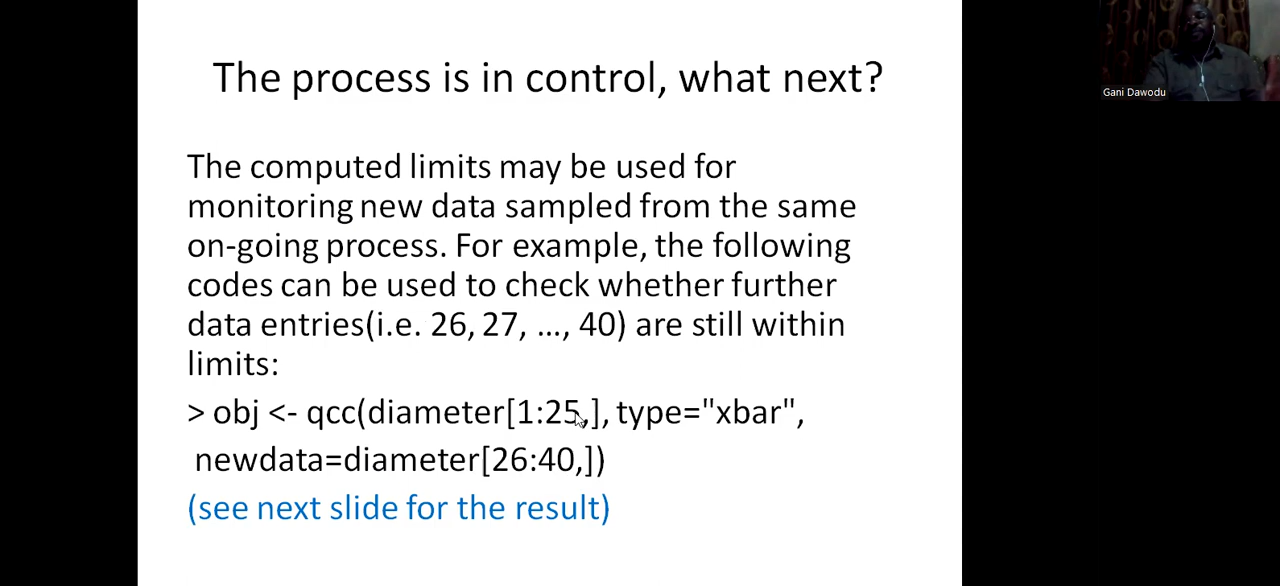 The process is in control, what next?
Gani Dawodu
The computed limits may be used for
monitoring new data sampled from the same
on-going process. For example, the following
codes can be used to check whether further
data entries(i.e. 26, 27, ..., 40) are still within
limits:
> obj <- qcc(diameter[1:25,], type="xbar",
newdata=diameter[26:40,])
(see next slide for the result)